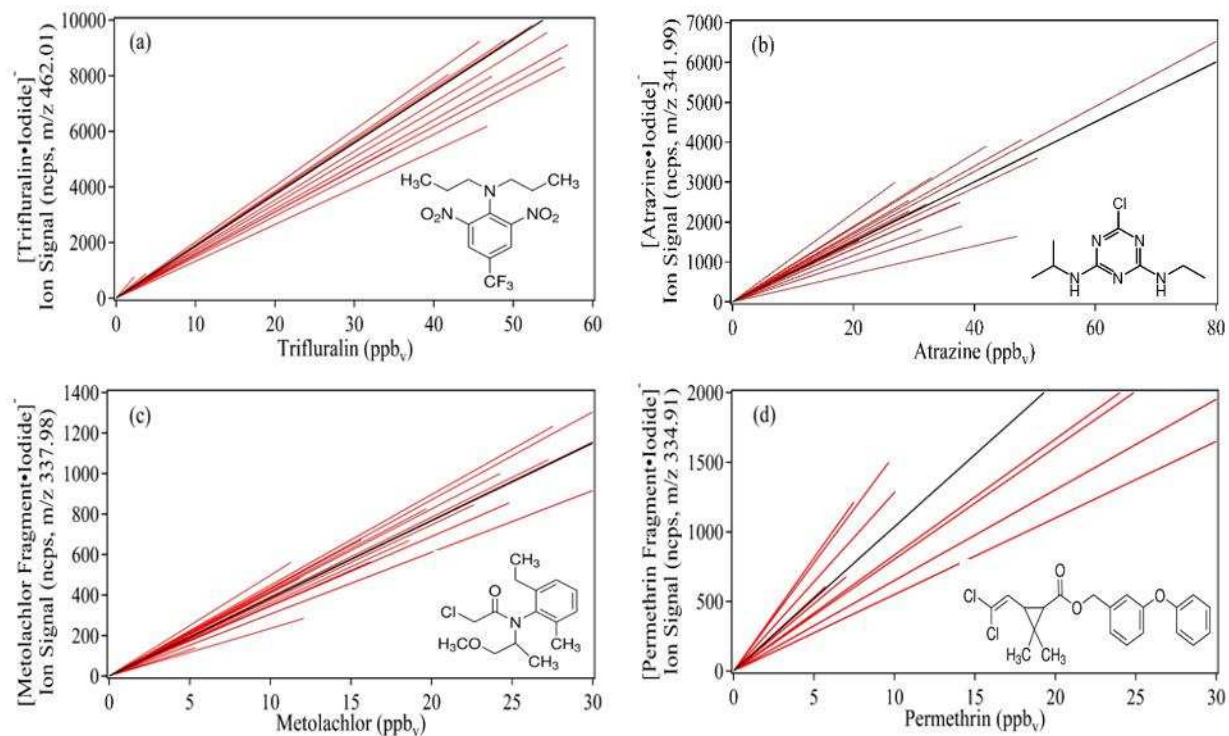 (a)
[Trifluralin•Iodide]-
Ion Signal (ncps, m/z 462.01)
10000
8000
6000
4000
2000
0
H3C
CH3
N
O2N
NO2
CF3
0 10 20 30 40 50 60
Trifluralin (ppbv)
(b)
[Atrazine•Iodide]-
Ion Signal (ncps, m/z 341.99)
7000
6000
5000
4000
3000
2000
1000
0
Cl
N N
N
N
H
N
H
0 20 40 60 80
Atrazine (ppbv)
(c)
[Metolachlor Fragment•Iodide]-
Ion Signal (ncps, m/z 337.98)
1400
1200
1000
800
600
400
200
0
H3C
O
Cl
N
H3CO
CH3
CH3
0 5 10 15 20 25 30
Metolachlor (ppbv)
(d)
[Permethrin Fragment•Iodide]-
Ion Signal (ncps, m/z 334.91)
2000
1500
1000
500
0
Cl
Cl
O
O
O
H3C CH3
0 5 10 15 20 25 30
Permethrin (ppbv)